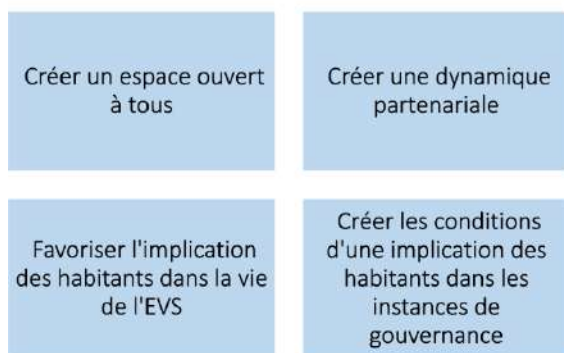 Créer un espace ouvert
à tous
Créer une dynamique
partenariale
Favoriser l'implication
des habitants dans la vie
de l'EVS
Créer les conditions
d'une implication des
habitants dans les
instances de
gouvernance